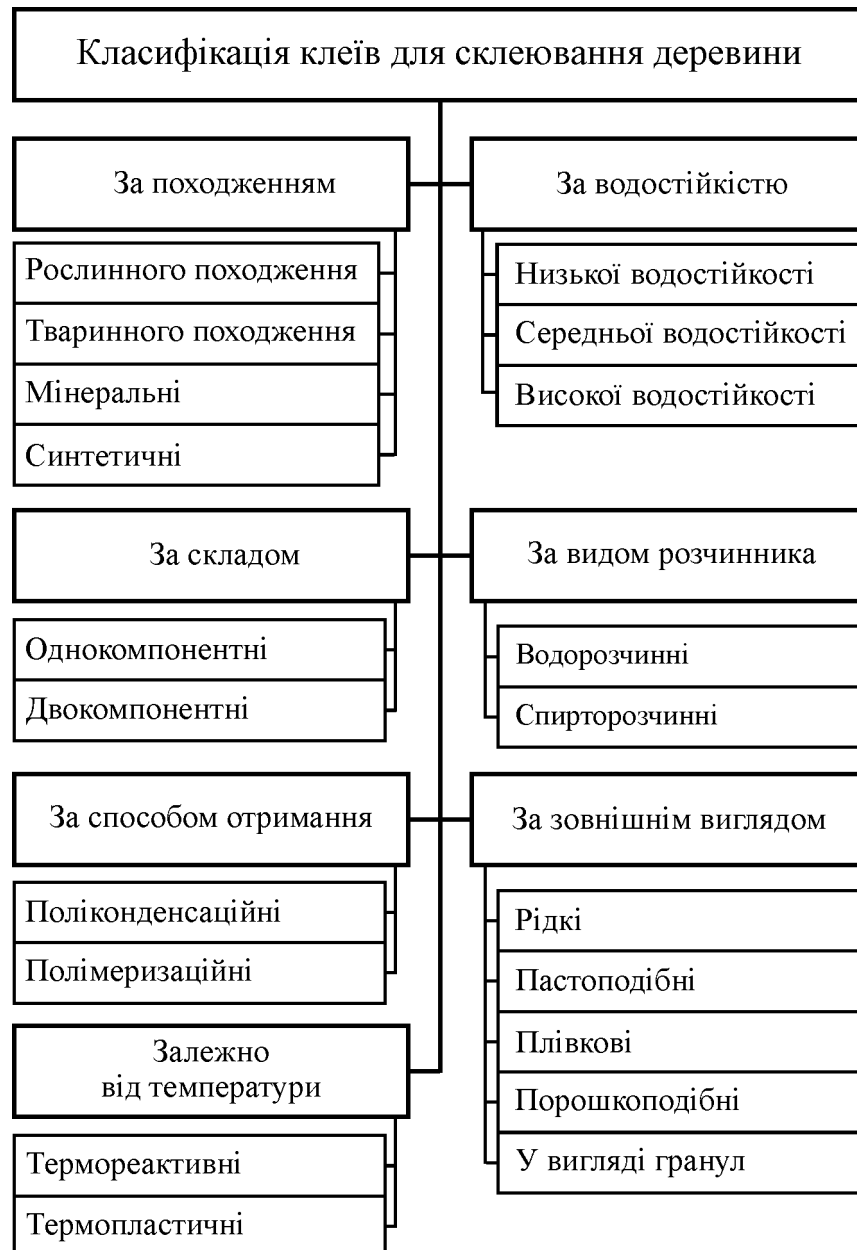 Класифікація клеїв для склеювання деревини
За походженням
Рослинного походження
Тваринного походження
Мінеральні
Синтетичні
За водостійкістю
Низької водостійкості
Середньої водостійкості
Високої водостійкості
За складом
Однокомпонентні
Двокомпонентні
За видом розчинника
Водорозчинні
Спирторозчинні
За способом отримання
Поліконденсаційні
Полімеризаційні
За зовнішнім виглядом
Рідкі
Пастоподібні
Плівкові
Порошкоподібні
У вигляді гранул
Залежно
від температури
Термореактивні
Термопластичні